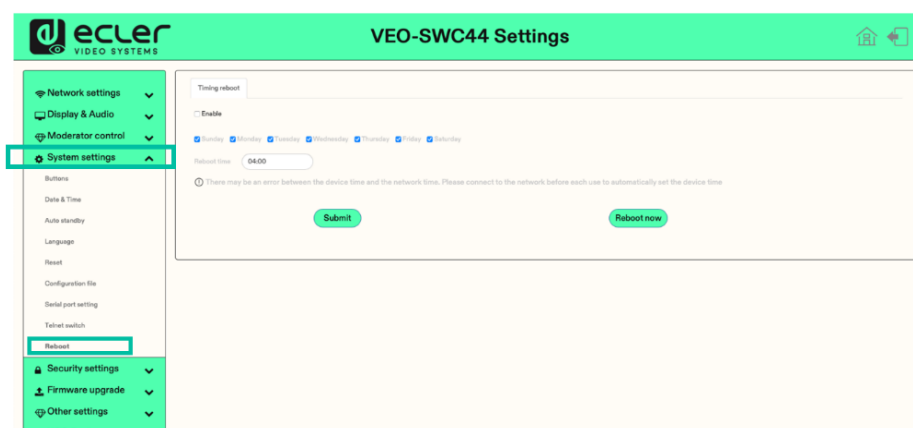 ecler
VIDEO SYSTEMS
VEO-SWC44 Settings
Network settings
Display & Audio
Moderator control
System settings
Buttons
Date & Time
Auto standby
Language
Reset
Configuration file
Serial port setting
Telnet switch
Reboot
Security settings
Firmware upgrade
Other settings
Timing reboot
Enable
Sunday Monday Tuesday Wednesday Thursday Friday Saturday
Reboot time 04:00
There may be an error between the device time and the network time. Please connect to the network before each use to automatically set the device time
Submit Reboot now